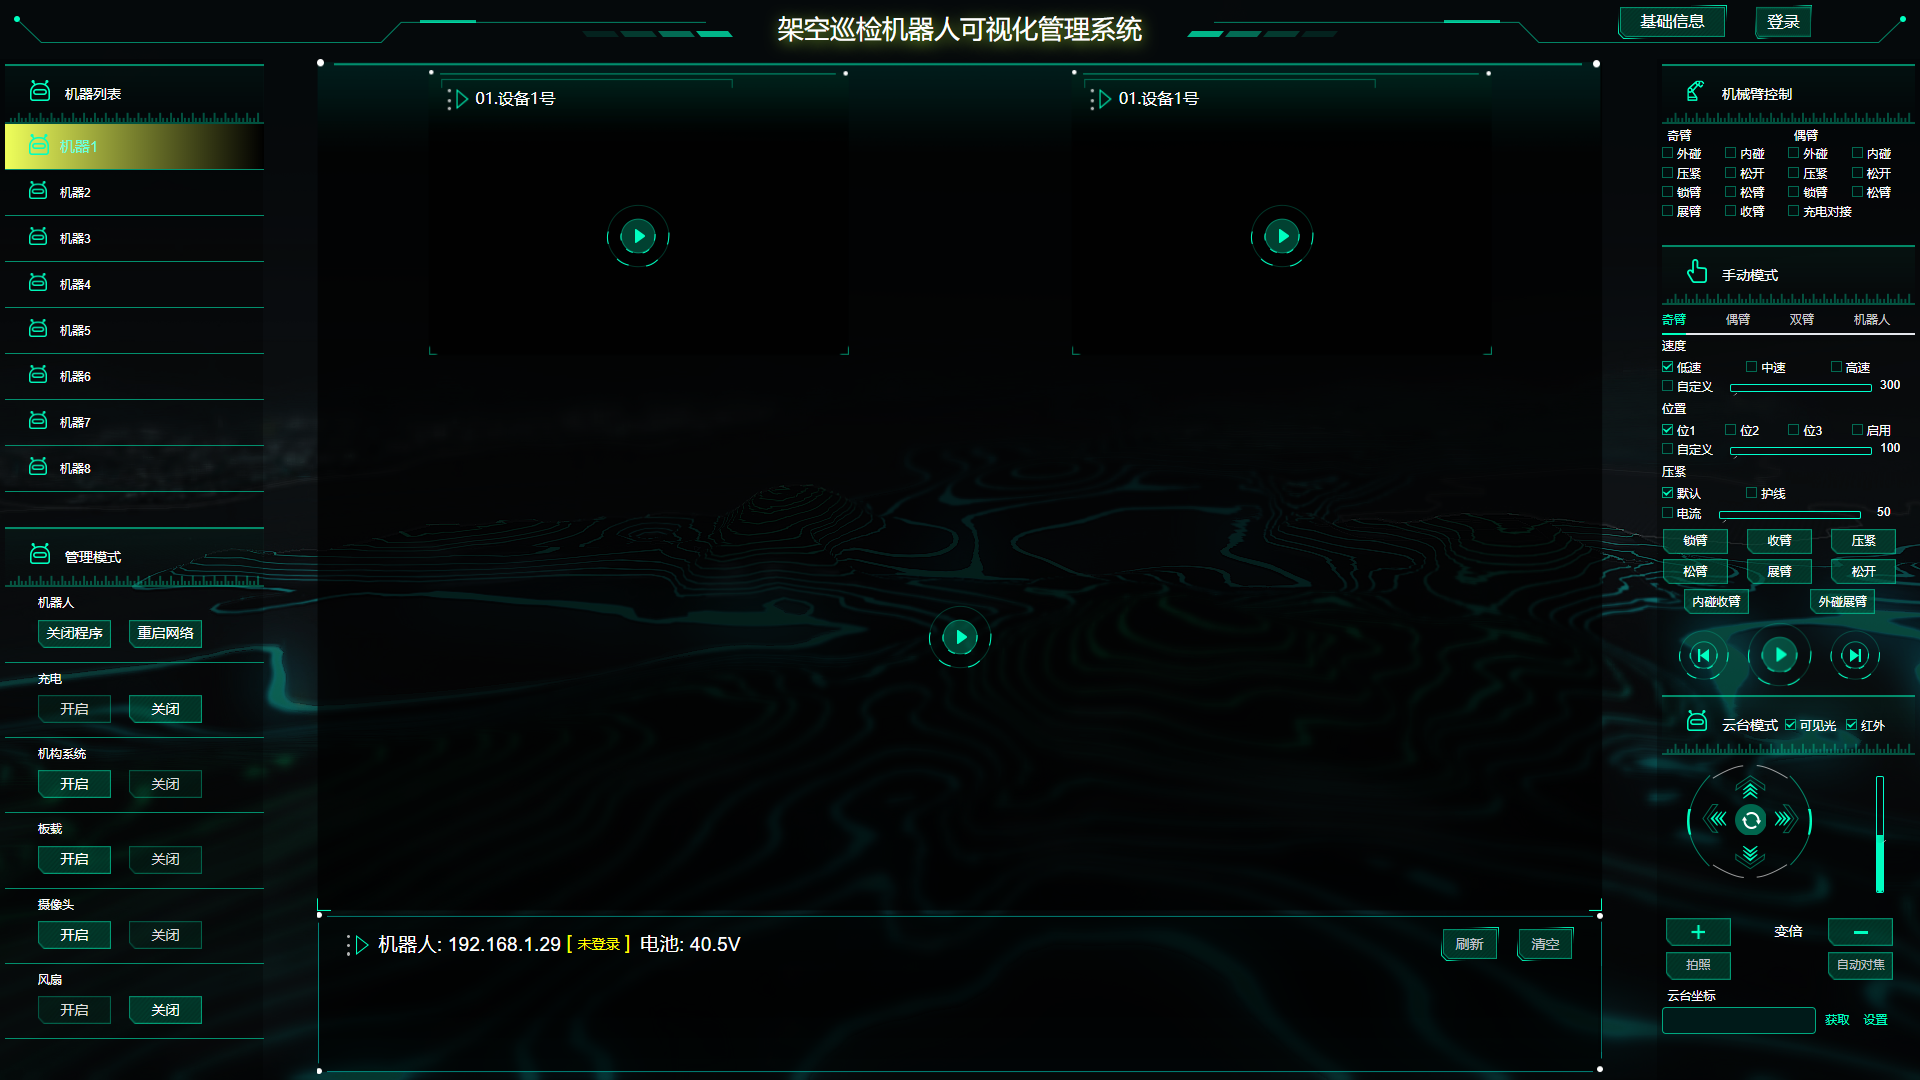 架空巡检机器人可视化管理系统
基础信息
登录
机器列表
机器1
机器2
机器3
机器4
机器5
机器6
机器7
机器8
管理模式
机器人
关闭程序 重启网络
充电
开启 关闭
机构系统
开启 关闭
板载
开启 关闭
摄像头
开启 关闭
风扇
开启 关闭
01.设备1号
01.设备1号
机器人: 192.168.1.29 [ 未登录 ] 电池: 40.5V
刷新 清空
机械臂控制
奇臂 偶臂
外碰 内碰 外碰 内碰
压紧 松开 压紧 松开
锁臂 松臂 锁臂 松臂
展臂 收臂 充电对接
手动模式
奇臂 偶臂 双臂 机器人
速度
低速 中速 高速
自定义 300
位置
位1 位2 位3 启用
自定义 100
压紧
默认 护线
电流 50
锁臂 收臂 压紧
松臂 展臂 松开
内碰收臂 外碰展臂
云台模式 可见光 红外
+ 变倍 −
拍照 自动对焦
云台坐标
获取 设置